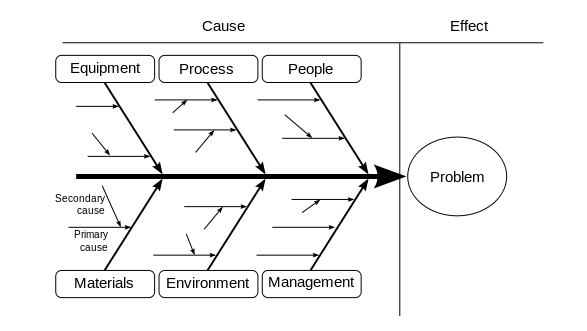 Cause
Effect
Equipment
Process
People
Problem
Secondary
cause
Primary
cause
Materials
Environment
Management